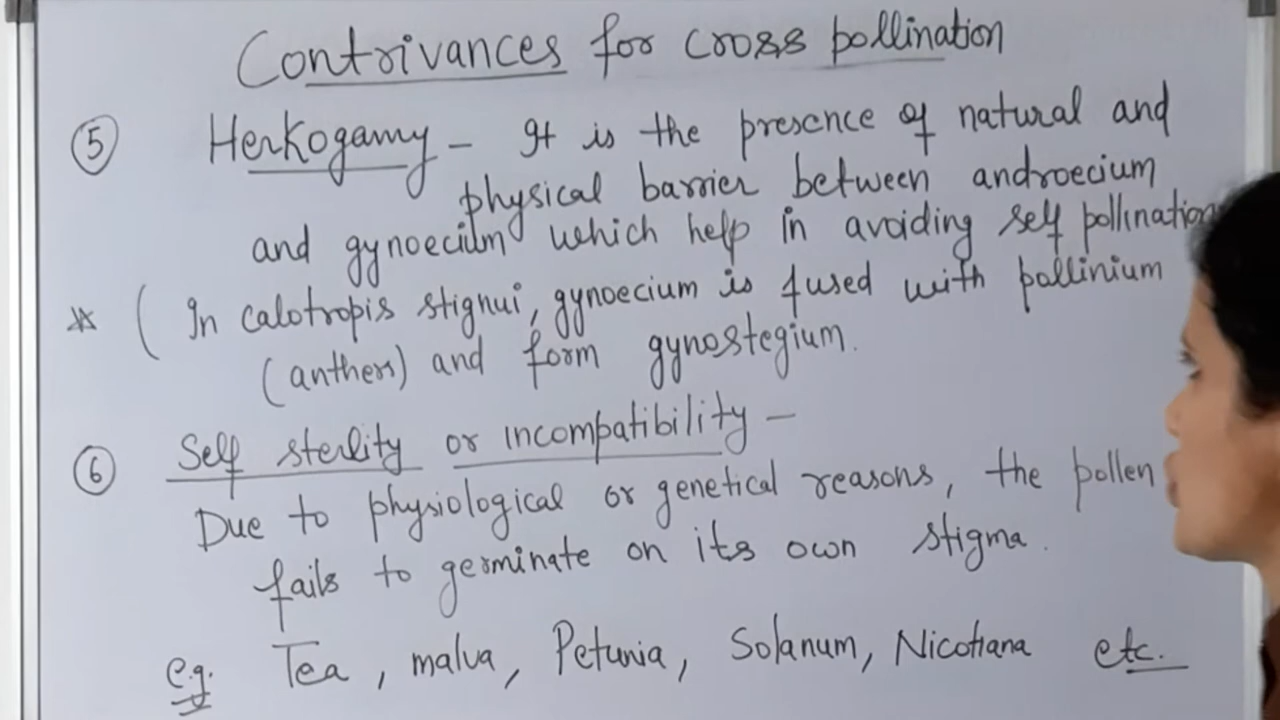 Contrivances for cross pollination
⑤ Herkogamy - It is the presence of natural and
physical barrier between androecium
and gynoecium which help in avoiding self pollination
* ( In calotropis stigmui, gynoecium is fused with pollinium
(anthers) and form gynostegium.
⑥ Self sterlity or incompatibility -
Due to physiological or genetical reasons, the pollen
fails to germinate on its own stigma.
e.g. Tea, malva, Petunia, Solanum, Nicotiana etc.